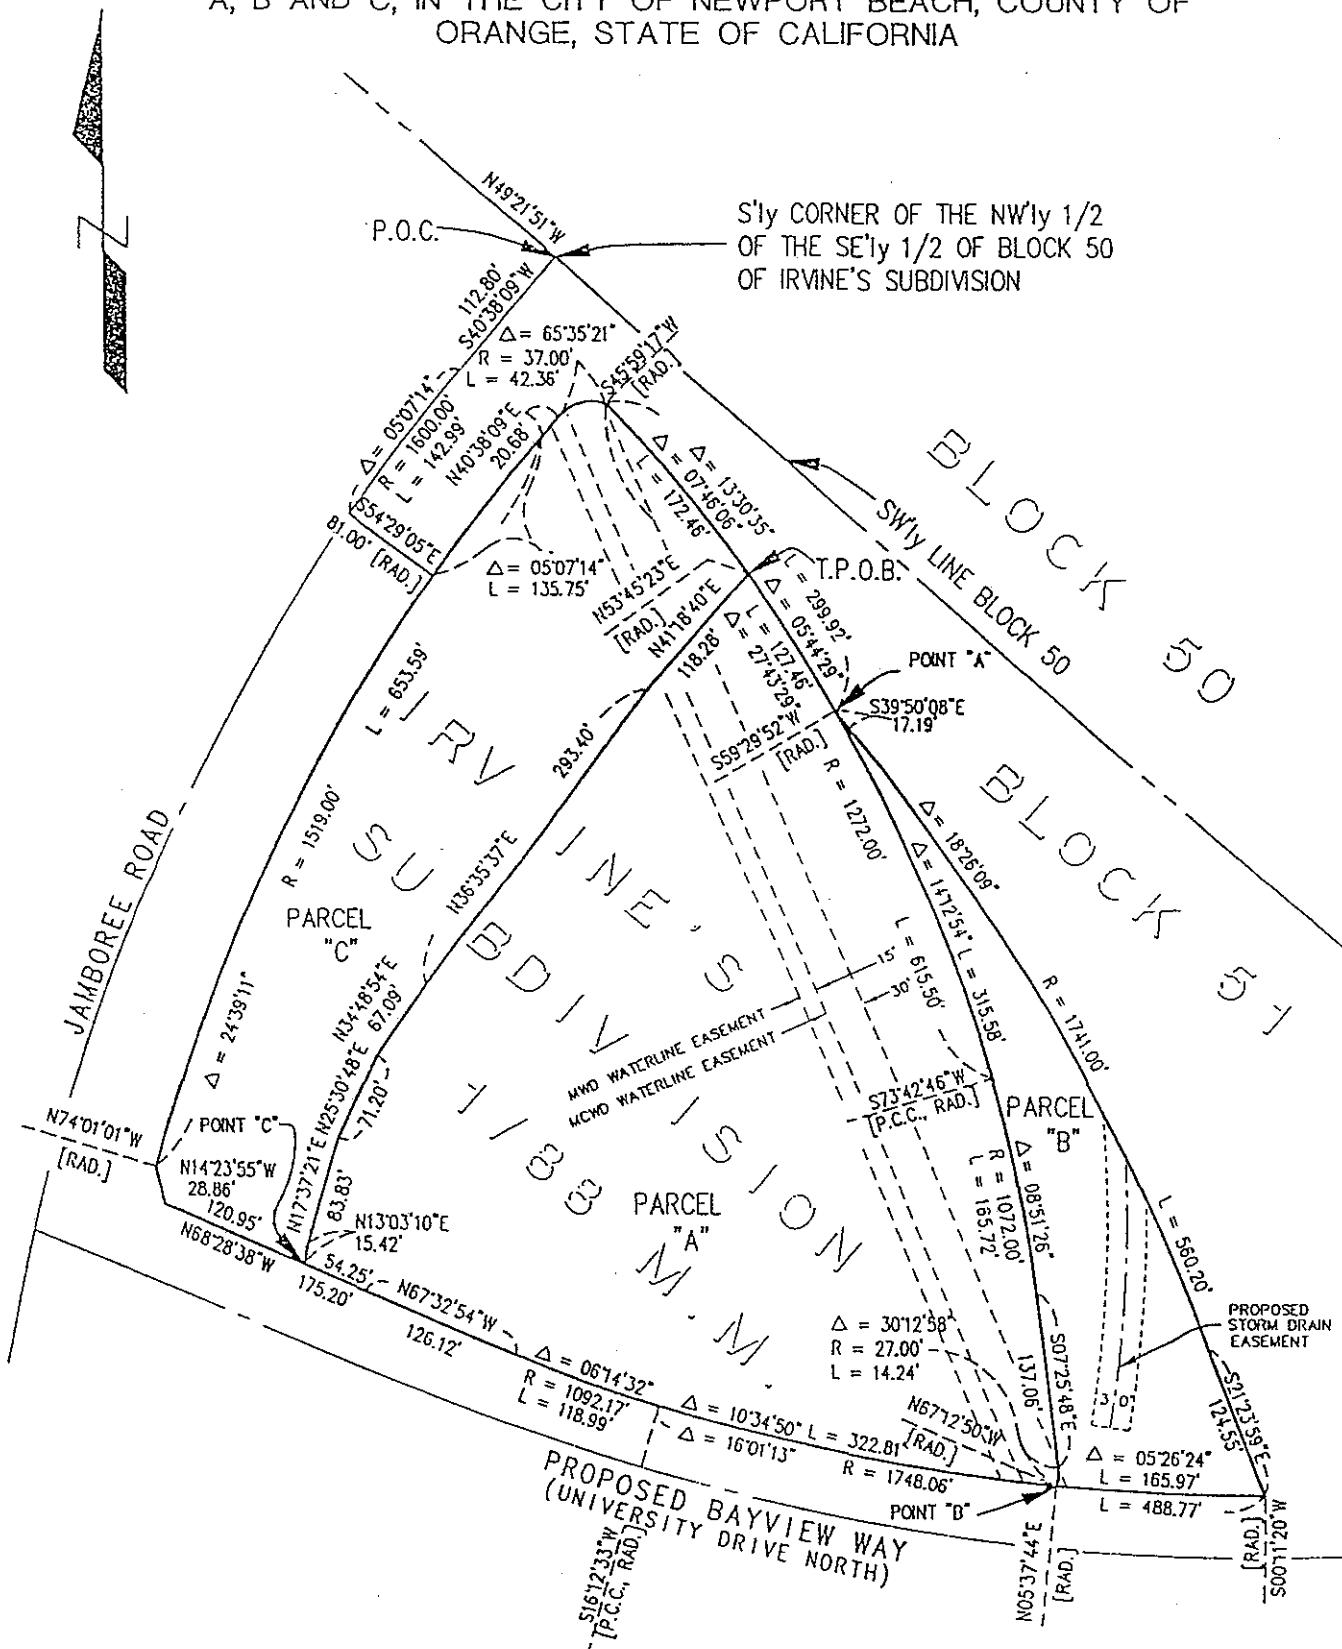 A, B AND C, IN THE CITY OF NEWPORT BEACH, COUNTY OF
ORANGE, STATE OF CALIFORNIA
N49°21'51"W
P.O.C.
S'ly CORNER OF THE NW'ly 1/2
OF THE SE'ly 1/2 OF BLOCK 50
OF IRVINE'S SUBDIVISION
112.80'
S40°38'09"W
Δ= 65°35'21"
R = 37.00'
L = 42.36'
S45°59'17"W
[RAD.]
Δ= 05°07'14"
R = 1600.00'
L = 142.99'
N40°38'09"E
20.68'
S54°29'05"E
81.00' [RAD.]
Δ= 05°07'14"
L = 135.75'
Δ= 13°30'35"
Δ= 07°46'06"
L = 172.46'
BLOCK 50
SW'ly LINE BLOCK 50
T.P.O.B.
N53°45'23"E
[RAD.]
N41°18'40"E
118.28'
L = 299.92'
Δ= 05°44'29"
L = 127.46'
Δ= 27°43'29"
POINT "A"
S39°50'08"E
17.19'
S59°29'52"W
[RAD.]
R = 1272.00'
BLOCK 51
L = 653.59'
R = 1519.00'
Δ= 24°39'11"
293.40'
N36°35'37"E
JAMBOREE ROAD
IRVINE'S
SUBDIVISION
1/88 M.M.
PARCEL
"C"
Δ= 18°26'09"
Δ= 14°12'54" L = 315.58'
L = 615.50'
R = 1741.00'
15'
30'
MWD WATERLINE EASEMENT
MCWD WATERLINE EASEMENT
N34°48'54"E
67.09'
N25°30'48"E
71.20'
S73°42'46"W
[P.C.C., RAD.]
PARCEL
"B"
N74°01'01"W
[RAD.]
POINT "C"
N14°23'55"W
28.86'
120.95'
N68°28'38"W
175.20'
N17°37'21"E
83.83'
N13°03'10"E
15.42'
54.25'
N67°32'54"W
126.12'
PARCEL
"A"
Δ= 08°51'26"
R = 1072.00'
L = 165.72'
L = 560.20'
PROPOSED
STORM DRAIN
EASEMENT
Δ = 30°12'58"
R = 27.00'
L = 14.24'
137.06'
S07°25'48"E
30'
S21°23'59"E
124.55'
Δ = 06°14'32"
R = 1092.17'
L = 118.99'
Δ = 10°34'50" L = 322.81'
Δ = 16°01'13"
R = 1748.06'
N67°12'50"W
[RAD.]
Δ = 05°26'24"
L = 165.97'
L = 488.77'
POINT "B"
PROPOSED BAYVIEW WAY
(UNIVERSITY DRIVE NORTH)
S16°12'33"W
[P.C.C., RAD.]
N05°37'44"E
[RAD.]
[RAD.]
S00°11'20"W